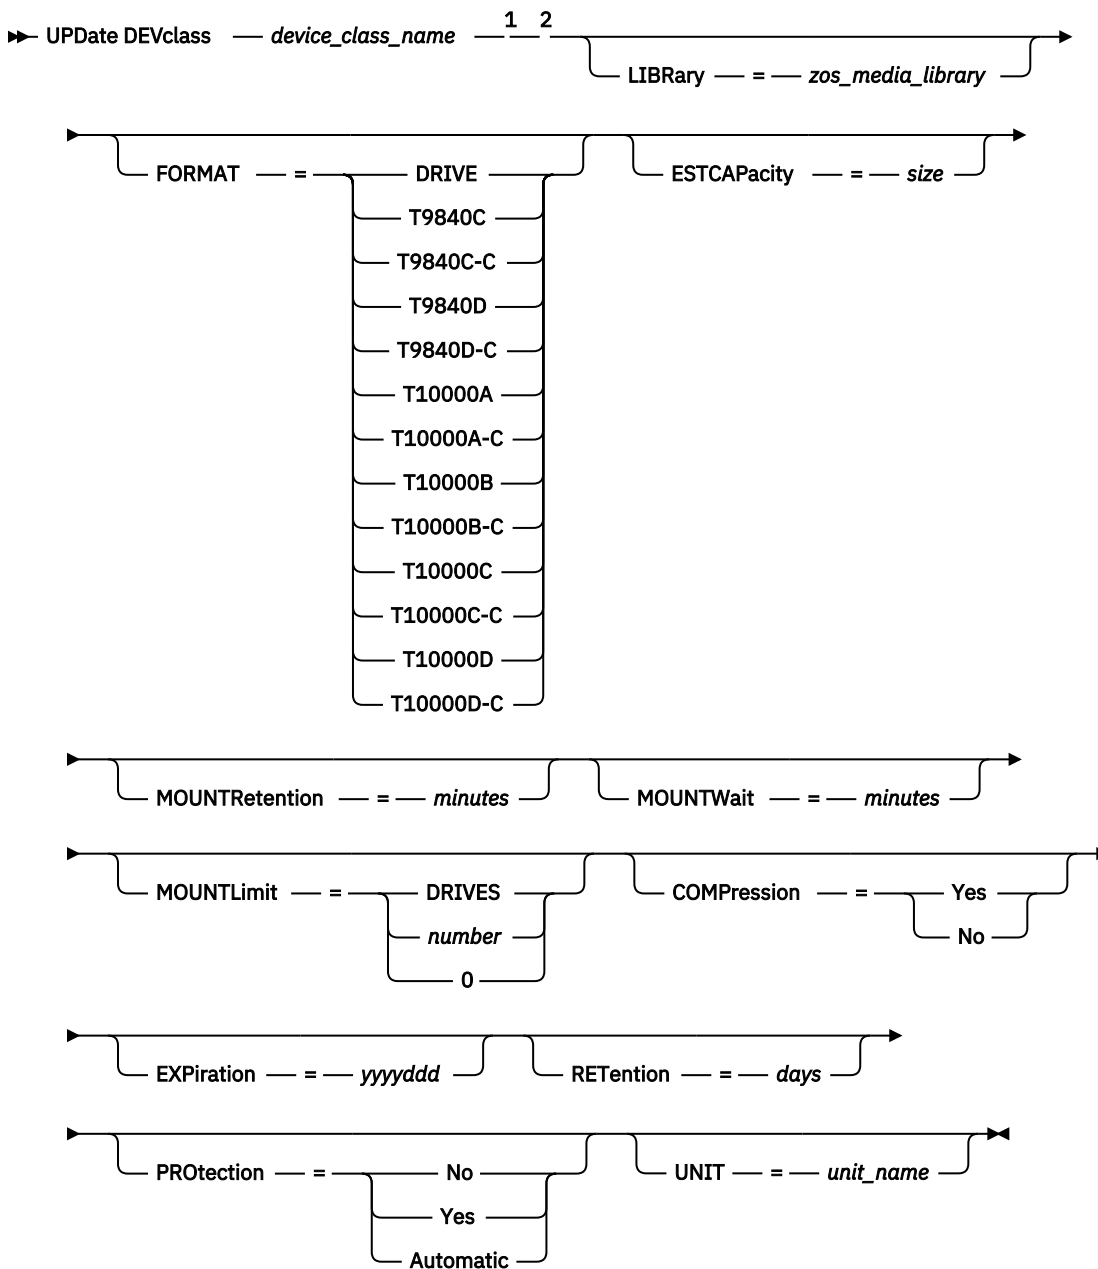 1 2
UPDate DEVclass device_class_name
LIBRary = zos_media_library
FORMAT = DRIVE
T9840C
T9840C-C
T9840D
T9840D-C
T10000A
T10000A-C
T10000B
T10000B-C
T10000C
T10000C-C
T10000D
T10000D-C
ESTCAPacity = size
MOUNTRetention = minutes
MOUNTWait = minutes
MOUNTLimit = DRIVES
number
0
COMPression = Yes
No
EXPiration = yyyyddd
RETention = days
PROtection = No
Yes
Automatic
UNIT = unit_name